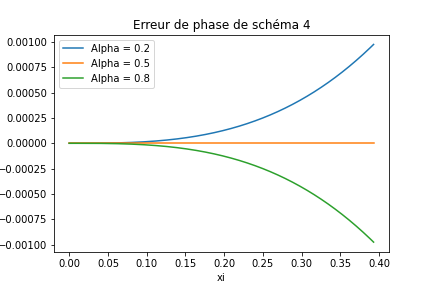 Erreur de phase de schéma 4
Alpha = 0.2
Alpha = 0.5
Alpha = 0.8
0.00100
0.00075
0.00050
0.00025
0.00000
−0.00025
−0.00050
−0.00075
−0.00100
0.00 0.05 0.10 0.15 0.20 0.25 0.30 0.35 0.40
xi